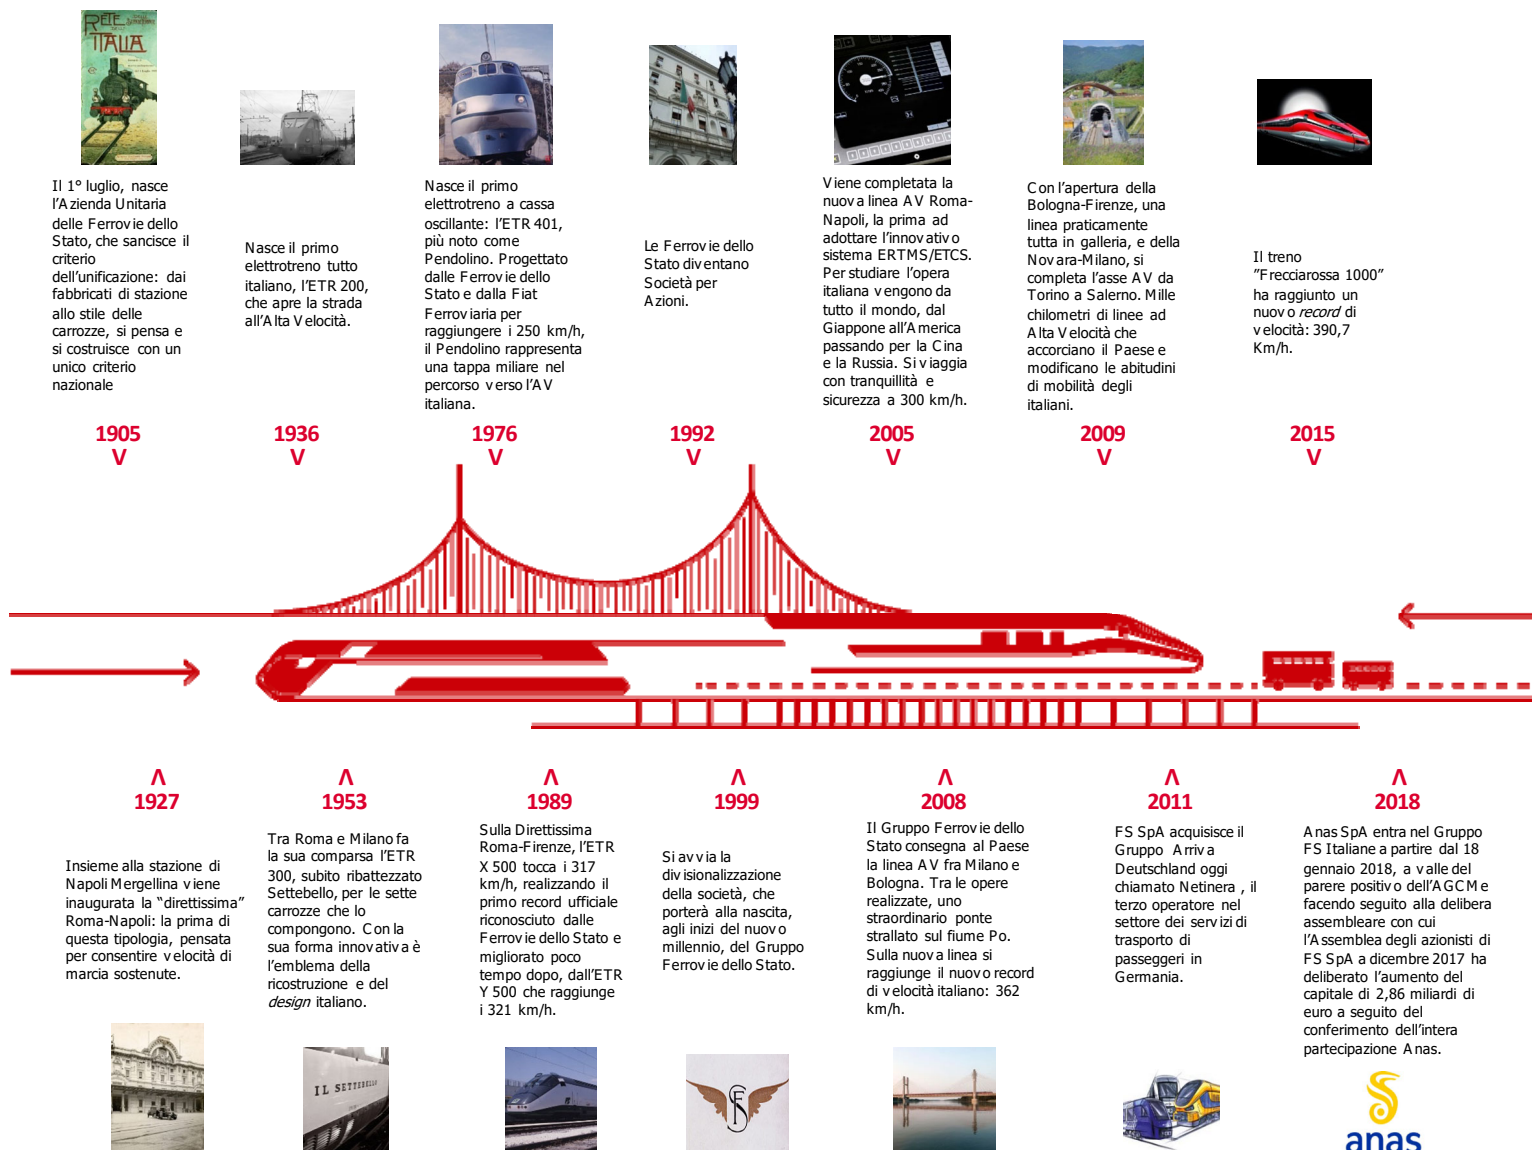 RETE
ITALIA
Il 1° luglio, nasce
l'Azienda Unitaria
delle Ferrovie dello
Stato, che sancisce il
criterio
dell'unificazione: dai
fabbricati di stazione
allo stile delle
carrozze, si pensa e
si costruisce con un
unico criterio
nazionale
1905
Nasce il primo
elettrotreno tutto
italiano, l'ETR 200,
che apre la strada
all'Alta Velocità.
1936
Nasce il primo
elettrotreno a cassa
oscillante: l'ETR 401,
più noto come
Pendolino. Progettato
dalle Ferrovie dello
Stato e dalla Fiat
Ferroviaria per
raggiungere i 250 km/h,
il Pendolino rappresenta
una tappa miliare nel
percorso verso l'AV
italiana.
1976
Le Ferrovie dello
Stato diventano
Società per
Azioni.
1992
Viene completata la
nuova linea AV Roma-
Napoli, la prima ad
adottare l'innovativo
sistema ERTMS/ETCS.
Per studiare l'opera
italiana vengono da
tutto il mondo, dal
Giappone all'America
passando per la Cina
e la Russia. Si viaggia
con tranquillità e
sicurezza a 300 km/h.
2005
Con l'apertura della
Bologna-Firenze, una
linea praticamente
tutta in galleria, e della
Novara-Milano, si
completa l'asse AV da
Torino a Salerno. Mille
chilometri di linee ad
Alta Velocità che
accorciano il Paese e
modificano le abitudini
di mobilità degli
italiani.
2009
Il treno
"Frecciarossa 1000"
ha raggiunto un
nuovo record di
velocità: 390,7
Km/h.
2015
1927
Insieme alla stazione di
Napoli Mergellina viene
inaugurata la "direttissima"
Roma-Napoli: la prima di
questa tipologia, pensata
per consentire velocità di
marcia sostenute.
1953
Tra Roma e Milano fa
la sua comparsa l'ETR
300, subito ribattezzato
Settebello, per le sette
carrozze che lo
compongono. Con la
sua forma innovativa è
l'emblema della
ricostruzione e del
design italiano.
IL SETTEBELLO
1989
Sulla Direttissima
Roma-Firenze, l'ETR
X 500 tocca i 317
km/h, realizzando il
primo record ufficiale
riconosciuto dalle
Ferrovie dello Stato e
migliorato poco
tempo dopo, dall'ETR
Y 500 che raggiunge
i 321 km/h.
1999
Si avvia la
divisionalizzazione
della società, che
porterà alla nascita,
agli inizi del nuovo
millennio, del Gruppo
Ferrovie dello Stato.
FS
2008
Il Gruppo Ferrovie dello
Stato consegna al Paese
la linea AV fra Milano e
Bologna. Tra le opere
realizzate, uno
straordinario ponte
strallato sul fiume Po.
Sulla nuova linea si
raggiunge il nuovo record
di velocità italiano: 362
km/h.
2011
FS SpA acquisisce il
Gruppo Arriva
Deutschland oggi
chiamato Netinera , il
terzo operatore nel
settore dei servizi di
trasporto di
passeggeri in
Germania.
2018
Anas SpA entra nel Gruppo
FS Italiane a partire dal 18
gennaio 2018, a valle del
parere positivo dell'AGCM e
facendo seguito alla delibera
assembleare con cui
l'Assemblea degli azionisti di
FS SpA a dicembre 2017 ha
deliberato l'aumento del
capitale di 2,86 miliardi di
euro a seguito del
conferimento dell'intera
partecipazione Anas.
anas